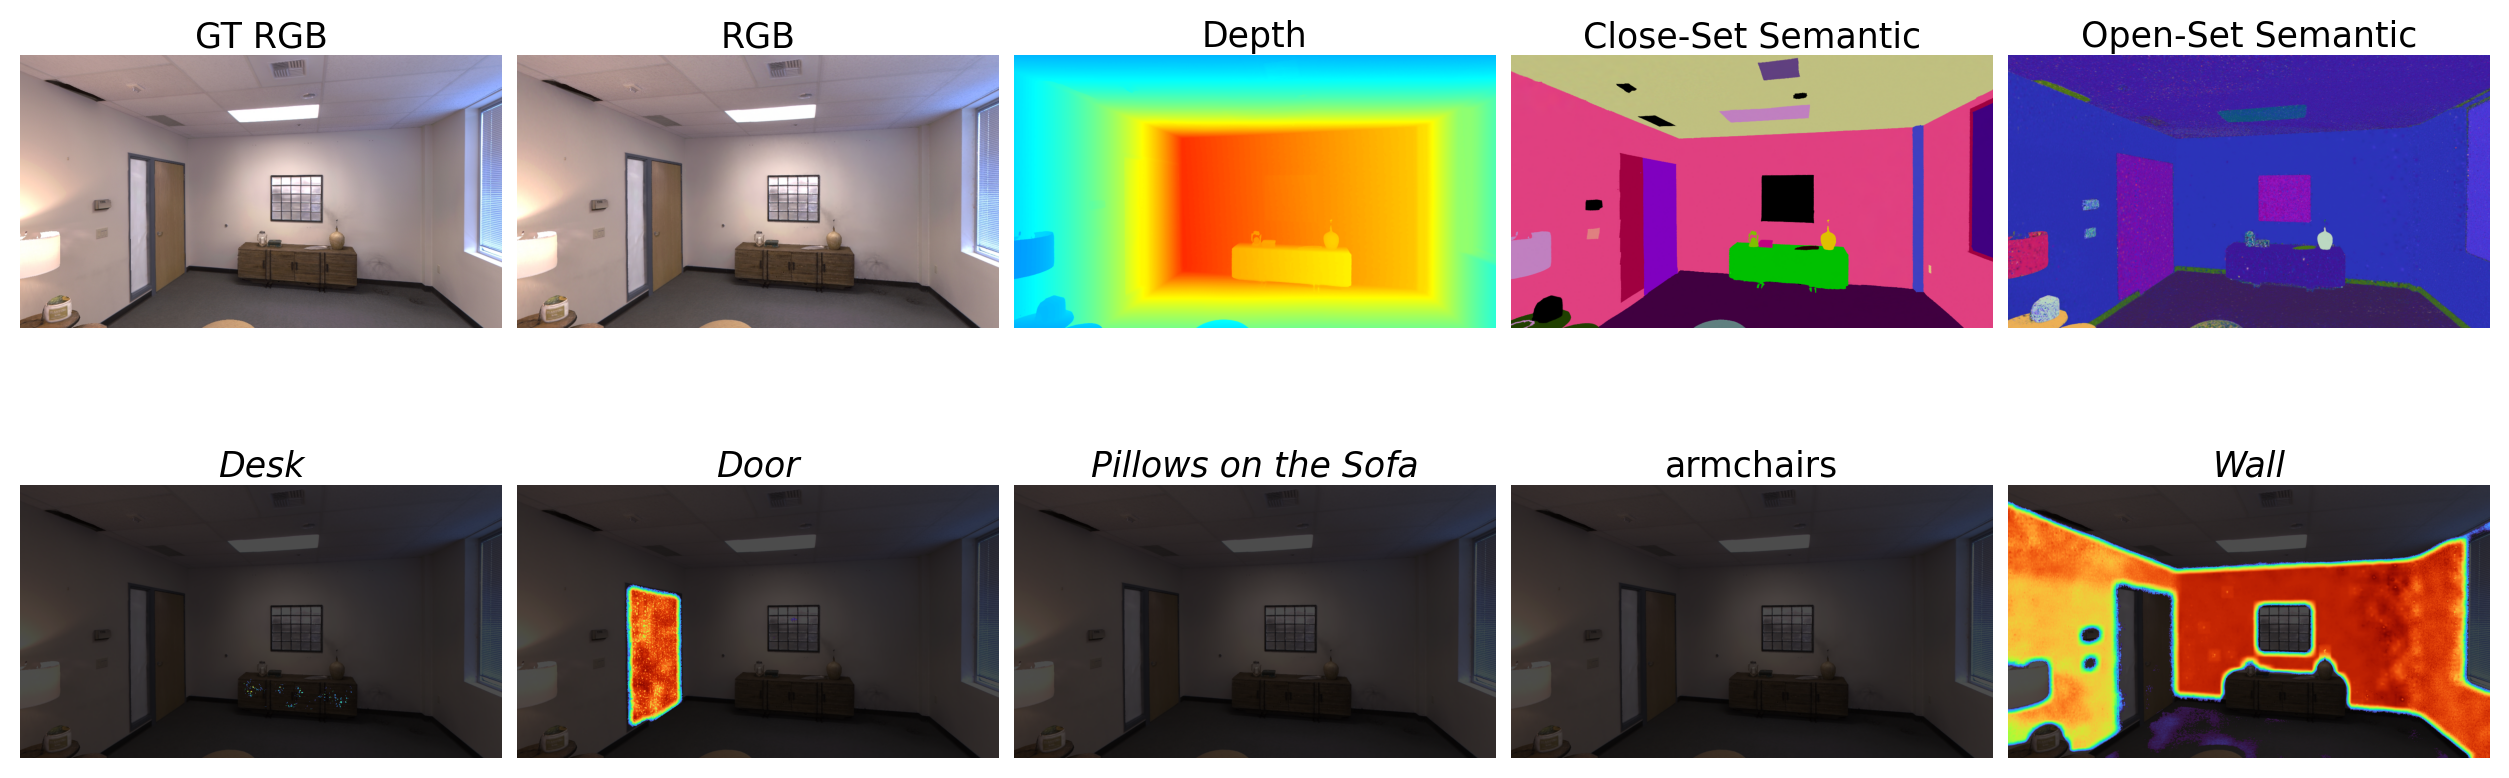 GT RGB
RGB
Depth
Close-Set Semantic
Open-Set Semantic
Desk
Door
Pillows on the Sofa
armchairs
Wall